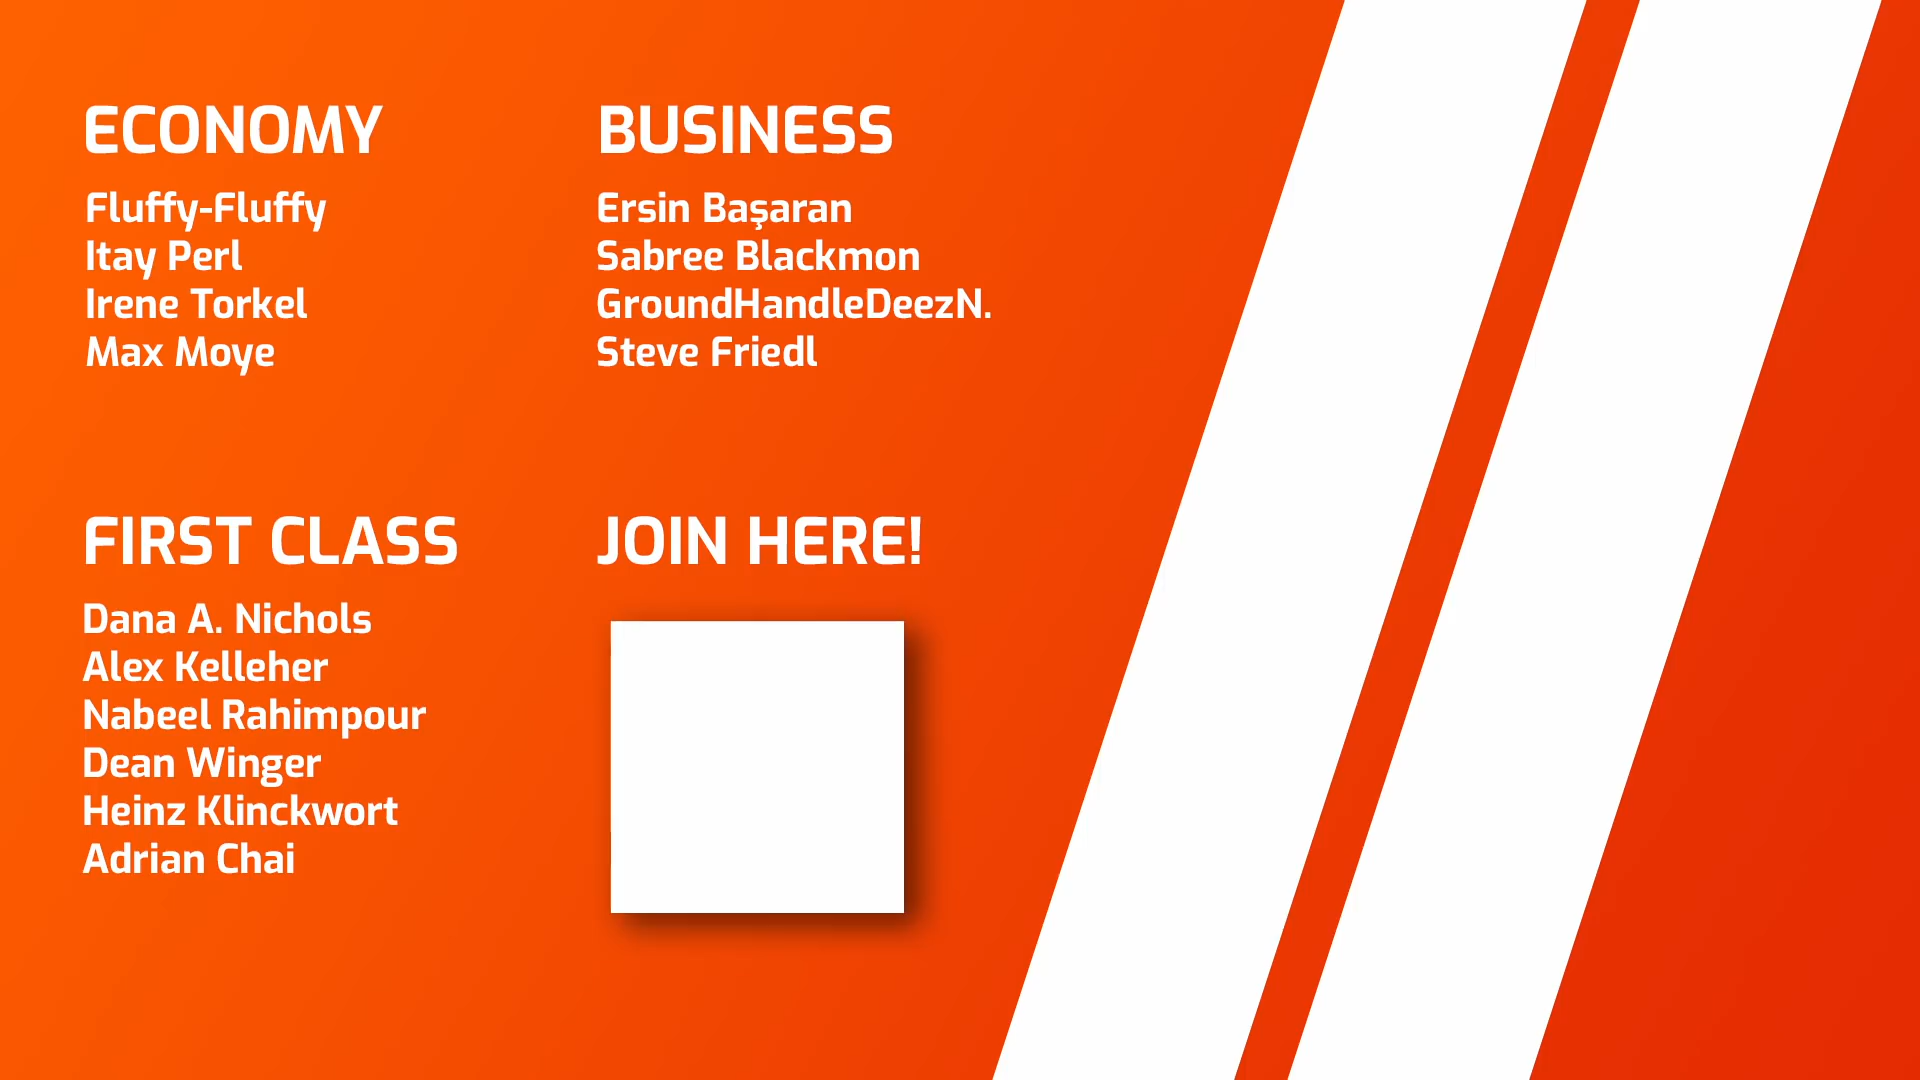 ECONOMY
Fluffy-Fluffy
Itay Perl
Irene Torkel
Max Moye
BUSINESS
Ersin Başaran
Sabree Blackmon
GroundHandleDeezN.
Steve Friedl
FIRST CLASS
Dana A. Nichols
Alex Kelleher
Nabeel Rahimpour
Dean Winger
Heinz Klinckwort
Adrian Chai
JOIN HERE!